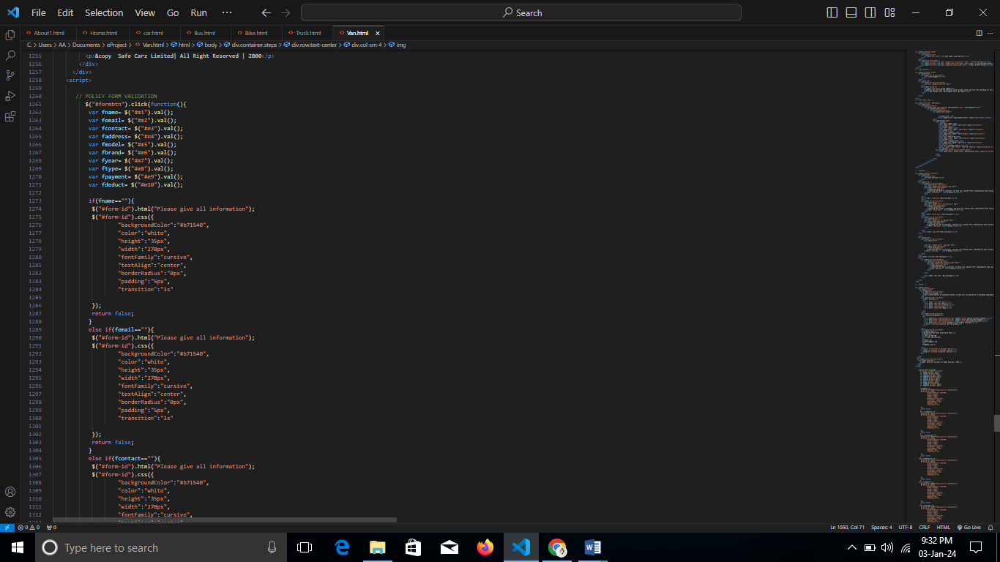 File Edit Selection View Go Run ··· Search
About1.html Home.html car.html Bus.html Bike.html Truck.html Van.html
C: > Users > AA > Documents > eProject > Van.html > html > body > div.container.steps > div.row.text-center > div.col-sm-4 > img
1255 <p>&copy  Safe Carz Limited| All Right Reserved | 2000</p>
1256 </div>
1257 </div>
1258 <script>
1259
1260 // POLICY FORM VALIDATION
1261 $("#formbtn").click(function(){
1262 var fname= $("#m1").val();
1263 var femail= $("#m2").val();
1264 var fcontact= $("#m3").val();
1265 var faddress= $("#m4").val();
1266 var fmodel= $("#m5").val();
1267 var fbrand= $("#m6").val();
1268 var fyear= $("#m7").val();
1269 var ftype= $("#m8").val();
1270 var fpayment= $("#m9").val();
1271 var fdeduct= $("#m10").val();
1272
1273 if(fname==""){
1274 $("#form-id").html("Please give all information");
1275 $("#form-id").css({
1276 "backgroundColor":"#b71540",
1277 "color":"white",
1278 "height":"35px",
1279 "width":"270px",
1280 "fontFamily":"cursive",
1281 "textAlign":"center",
1282 "borderRadius":"0px",
1283 "padding":"5px",
1284 "transition":"1s"
1285
1286 });
1287 return false;
1288 }
1289 else if(femail==""){
1290 $("#form-id").html("Please give all information");
1291 $("#form-id").css({
1292 "backgroundColor":"#b71540",
1293 "color":"white",
1294 "height":"35px",
1295 "width":"270px",
1296 "fontFamily":"cursive",
1297 "textAlign":"center",
1298 "borderRadius":"0px",
1299 "padding":"5px",
1300 "transition":"1s"
1301
1302 });
1303 return false;
1304 }
1305 else if(fcontact==""){
1306 $("#form-id").html("Please give all information");
1307 $("#form-id").css({
1308 "backgroundColor":"#b71540",
1309 "color":"white",
1310 "height":"35px",
1311 "width":"270px",
1312 "fontFamily":"cursive",
0 0 0 Ln 1050, Col 71 Spaces: 4 UTF-8 CRLF HTML Go Live
Type here to search
9:32 PM
03-Jan-24